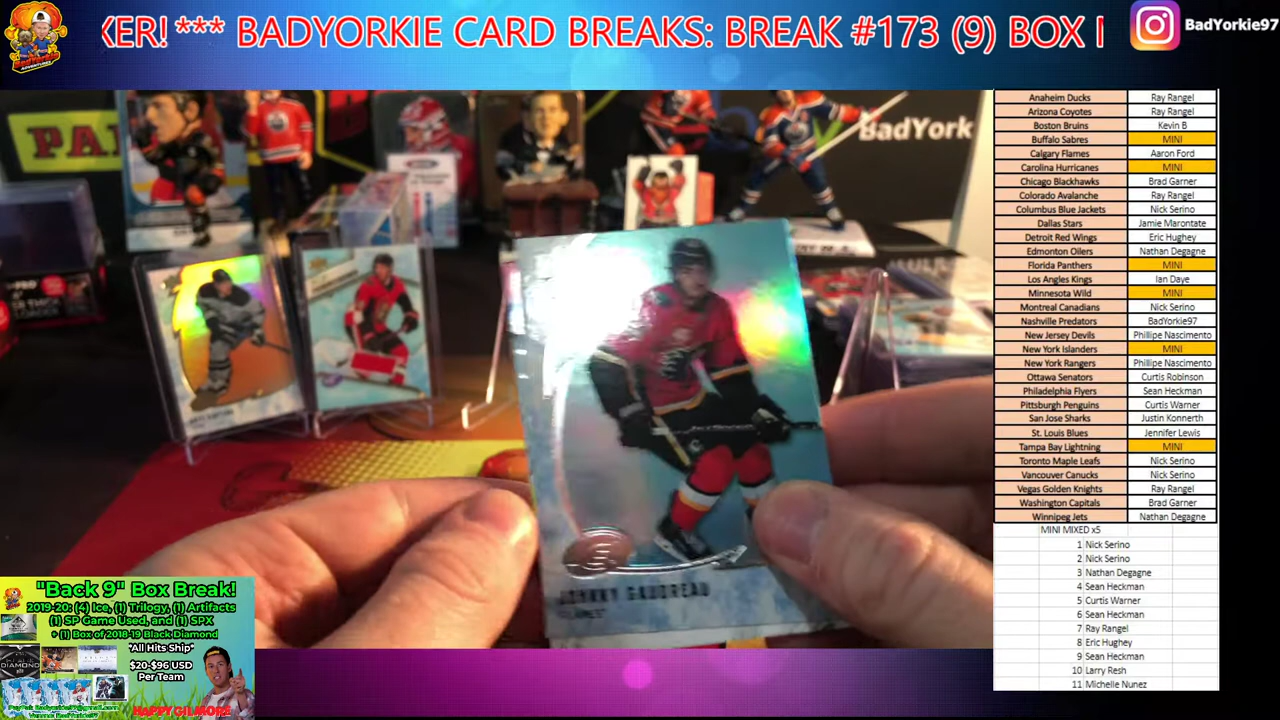 KER! *** BADYORKIE CARD BREAKS: BREAK #173 (9) BOX
BadYorkie97
BadYork
JOHNNY GAUDREAU
FLAMES
"Back 9" Box Break!
2019-20: (4) Ice, (1) Trilogy, (1) Artifacts
(1) SP Game Used, and (1) SPX
+ (1) Box of 2018-19 Black Diamond
*All Hits Ship*
$20-$96 USD
Per Team
DIAMOND
HAPPY GILMORE
Anaheim Ducks Ray Rangel
Arizona Coyotes Ray Rangel
Boston Bruins Kevin B
Buffalo Sabres MINI
Calgary Flames Aaron Ford
Carolina Hurricanes MINI
Chicago Blackhawks Brad Garner
Colorado Avalanche Ray Rangel
Columbus Blue Jackets Nick Serino
Dallas Stars Jamie Marontate
Detroit Red Wings Eric Hughey
Edmonton Oilers Nathan Degagne
Florida Panthers MINI
Los Angeles Kings Ian Daye
Minnesota Wild MINI
Montreal Canadians Nick Serino
Nashville Predators BadYorkie97
New Jersey Devils Phillipe Nascimento
New York Islanders MINI
New York Rangers Phillipe Nascimento
Ottawa Senators Curtis Robinson
Philadelphia Flyers Sean Heckman
Pittsburgh Penguins Curtis Warner
San Jose Sharks Justin Konnerth
St. Louis Blues Jennifer Lewis
Tampa Bay Lightning MINI
Toronto Maple Leafs Nick Serino
Vancouver Canucks Nick Serino
Vegas Golden Knights Ray Rangel
Washington Capitals Brad Garner
Winnipeg Jets Nathan Degagne
MINI MIXED x5
1 Nick Serino
2 Nick Serino
3 Nathan Degagne
4 Sean Heckman
5 Curtis Warner
6 Sean Heckman
7 Ray Rangel
8 Eric Hughey
9 Sean Heckman
10 Larry Resh
11 Michelle Nunez